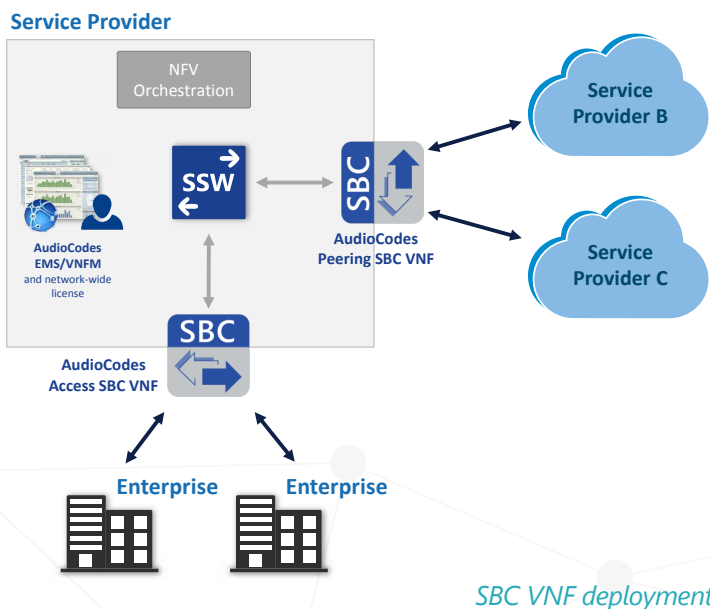 Service Provider
NFV
Orchestration
Service
Provider B
SSW
SBC
AudioCodes
EMS/VNFM
and network-wide
license
AudioCodes
Peering SBC VNF
Service
Provider C
SBC
AudioCodes
Access SBC VNF
Enterprise
Enterprise
SBC VNF deployment